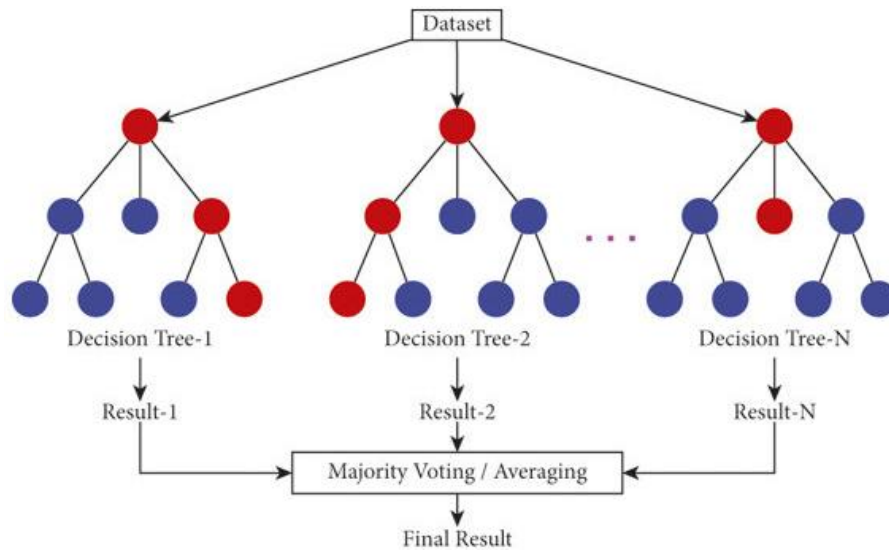 Dataset
Decision Tree-1
Decision Tree-2
Decision Tree-N
Result-1
Result-2
Result-N
Majority Voting / Averaging
Final Result